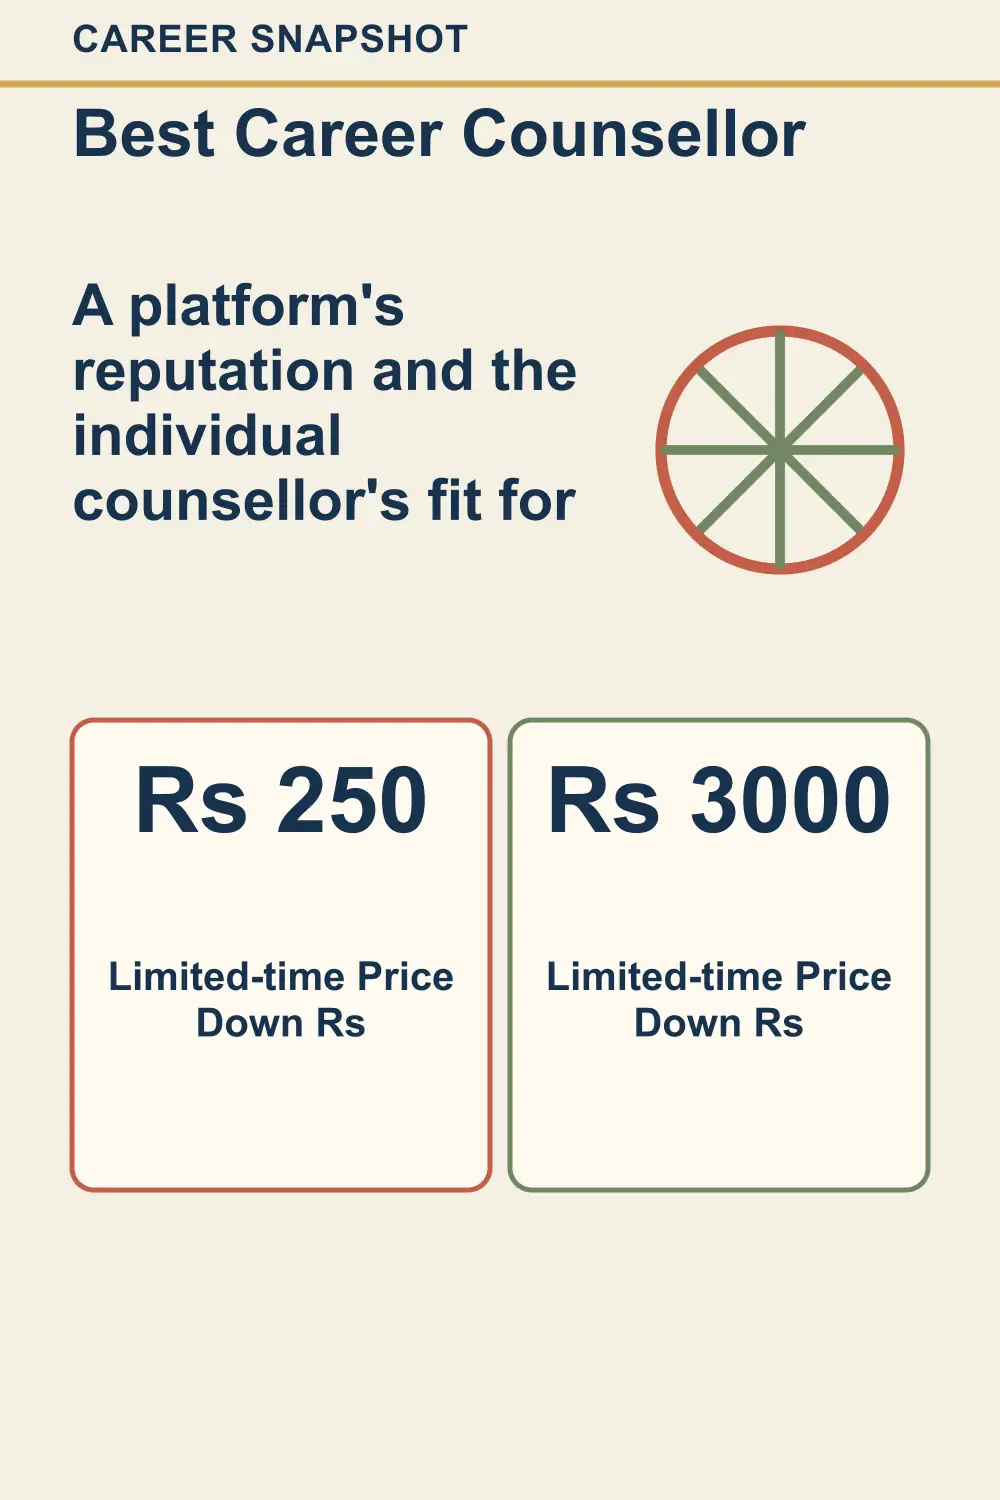 CAREER SNAPSHOT
Best Career Counsellor
A platform's
reputation and the
individual
counsellor's fit for
Rs 250
Limited-time Price
Down Rs
Rs 3000
Limited-time Price
Down Rs